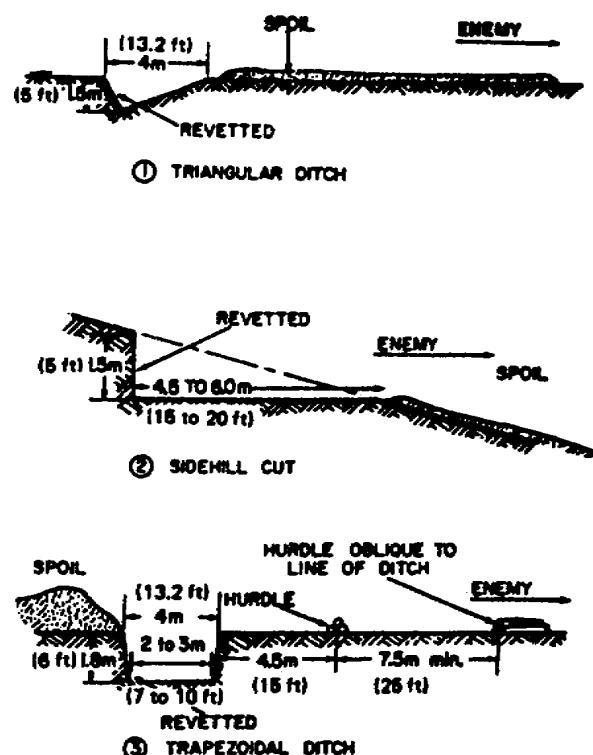 (13.2 ft)
4m
SPOIL
ENEMY
(5 ft) 1.5m
REVETTED
① TRIANGULAR DITCH
REVETTED
ENEMY
SPOIL
(5 ft) 1.5m
4.5 TO 6.0m
(15 to 20 ft)
② SIDEHILL CUT
SPOIL
HURDLE OBLIQUE TO
LINE OF DITCH
ENEMY
(13.2 ft)
4m
HURDLE
2 to 3m
(6 ft) 1.8m
4.5m
7.5m min.
(7 to 10 ft)
(15 ft)
(25 ft)
REVETTED
③ TRAPEZOIDAL DITCH